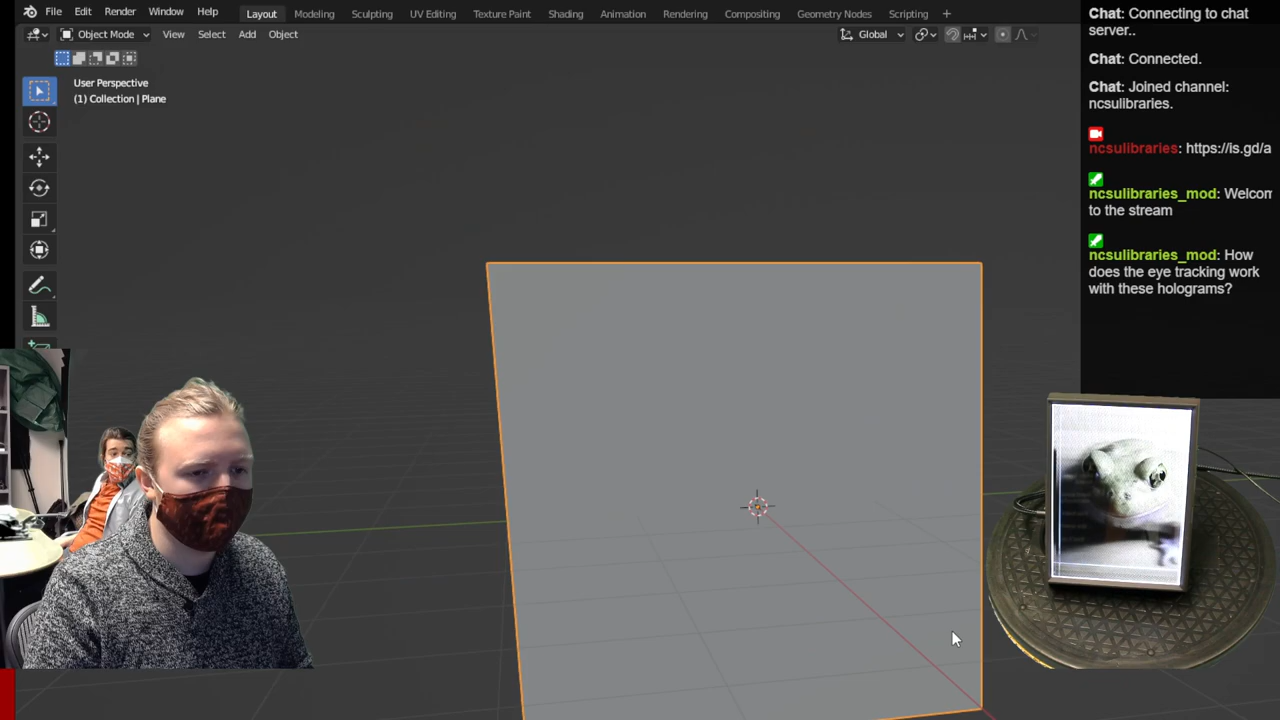 File Edit Render Window Help Layout Modeling Sculpting UV Editing Texture Paint Shading Animation Rendering Compositing Geometry Nodes Scripting +
Object Mode View Select Add Object Global
User Perspective
(1) Collection | Plane
Chat: Connecting to chat
server..
Chat: Connected.
Chat: Joined channel:
ncsulibraries.
ncsulibraries: https://is.gd/a
ncsulibraries_mod: Welcom
to the stream
ncsulibraries_mod: How
does the eye tracking work
with these holograms?